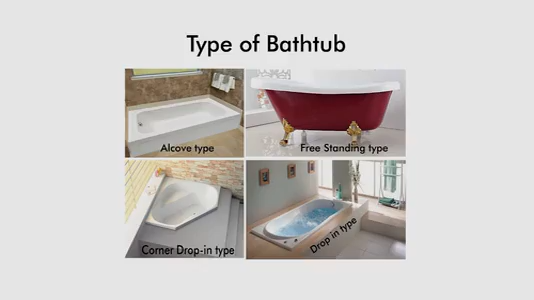 Type of Bathtub
Alcove type
Free Standing type
Corner Drop-in type
Drop in type